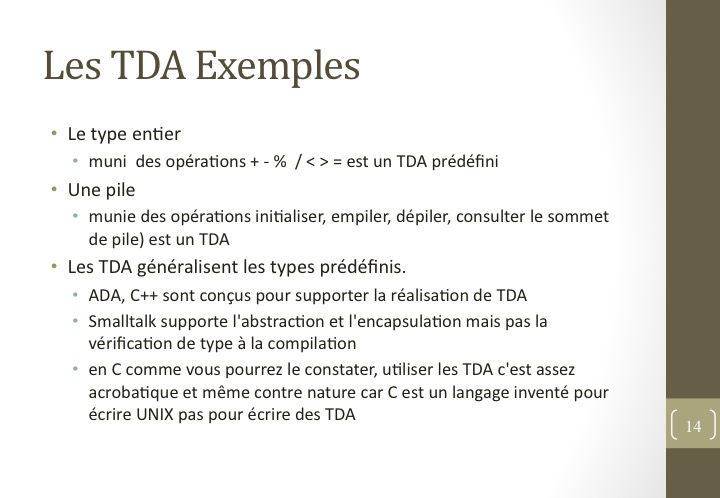 Les TDA Exemples
• Le type entier
• muni  des opérations + - %  / < > = est un TDA prédéfini
• Une pile
• munie des opérations initialiser, empiler, dépiler, consulter le sommet
de pile) est un TDA
• Les TDA généralisent les types prédéfinis.
• ADA, C++ sont conçus pour supporter la réalisation de TDA
• Smalltalk supporte l'abstraction et l'encapsulation mais pas la
vérification de type à la compilation
• en C comme vous pourrez le constater, utiliser les TDA c'est assez
acrobatique et même contre nature car C est un langage inventé pour
écrire UNIX pas pour écrire des TDA
14